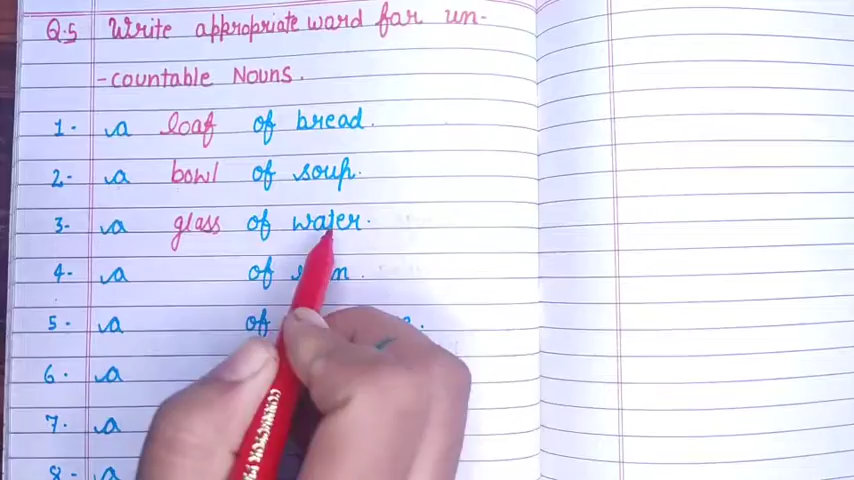 Q.5 Write appropriate word for un-
-countable Nouns.
1- a loaf of bread.
2- a bowl of soup.
3- a glass of water.
4- a of
5- a of
6. a
7. a
8- a